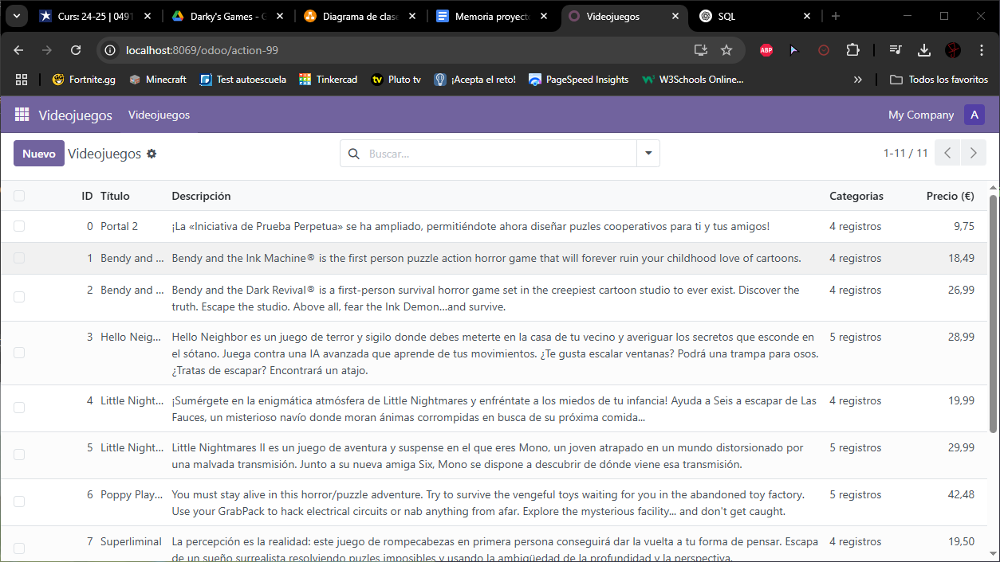 Curs: 24-25 | 0491
Darky's Games - G
Diagrama de clase
Memoria proyecto
Videojuegos
SQL
localhost:8069/odoo/action-99
ABP
Fortnite.gg
Minecraft
Test autoescuela
Tinkercad
Pluto tv
¡Acepta el reto!
PageSpeed Insights
W3Schools Online...
Todos los favoritos
Videojuegos
Videojuegos
My Company
A
Nuevo
Videojuegos
Buscar...
1-11 / 11
ID Título Descripción Categorias Precio (€)
0 Portal 2 ¡La «Iniciativa de Prueba Perpetua» se ha ampliado, permitiéndote ahora diseñar puzles cooperativos para ti y tus amigos! 4 registros 9,75
1 Bendy and ... Bendy and the Ink Machine® is the first person puzzle action horror game that will forever ruin your childhood love of cartoons. 4 registros 18,49
2 Bendy and ... Bendy and the Dark Revival® is a first-person survival horror game set in the creepiest cartoon studio to ever exist. Discover the 4 registros 26,99
truth. Escape the studio. Above all, fear the Ink Demon...and survive.
3 Hello Neig... Hello Neighbor es un juego de terror y sigilo donde debes meterte en la casa de tu vecino y averiguar los secretos que esconde en 5 registros 28,99
el sótano. Juega contra una IA avanzada que aprende de tus movimientos. ¿Te gusta escalar ventanas? Podrá una trampa para osos.
¿Tratas de escapar? Encontrará un atajo.
4 Little Night... ¡Sumérgete en la enigmática atmósfera de Little Nightmares y enfréntate a los miedos de tu infancia! Ayuda a Seis a escapar de Las 4 registros 19,99
Fauces, un misterioso navío donde moran ánimas corrompidas en busca de su próxima comida...
5 Little Night... Little Nightmares II es un juego de aventura y suspense en el que eres Mono, un joven atrapado en un mundo distorsionado por 5 registros 29,99
una malvada transmisión. Junto a su nueva amiga Six, Mono se dispone a descubrir de dónde viene esa transmisión.
6 Poppy Play... You must stay alive in this horror/puzzle adventure. Try to survive the vengeful toys waiting for you in the abandoned toy factory. 5 registros 42,48
Use your GrabPack to hack electrical circuits or nab anything from afar. Explore the mysterious facility... and don't get caught.
7 Superliminal La percepción es la realidad: este juego de rompecabezas en primera persona conseguirá dar la vuelta a tu forma de pensar. Escapa 4 registros 19,50
de un sueño surrealista resolviendo puzles imposibles y usando la ambigüedad de la profundidad y la perspectiva.